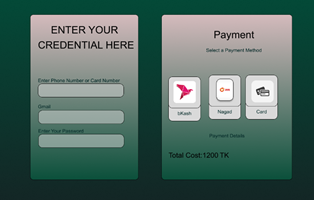 ENTER YOUR
CREDENTIAL HERE
Enter Phone Number or Card Number
Gmail
Enter Your Password
Payment
Select a Payment Method
bKash
Nagad
Card
Payment Details
Total Cost:1200 TK